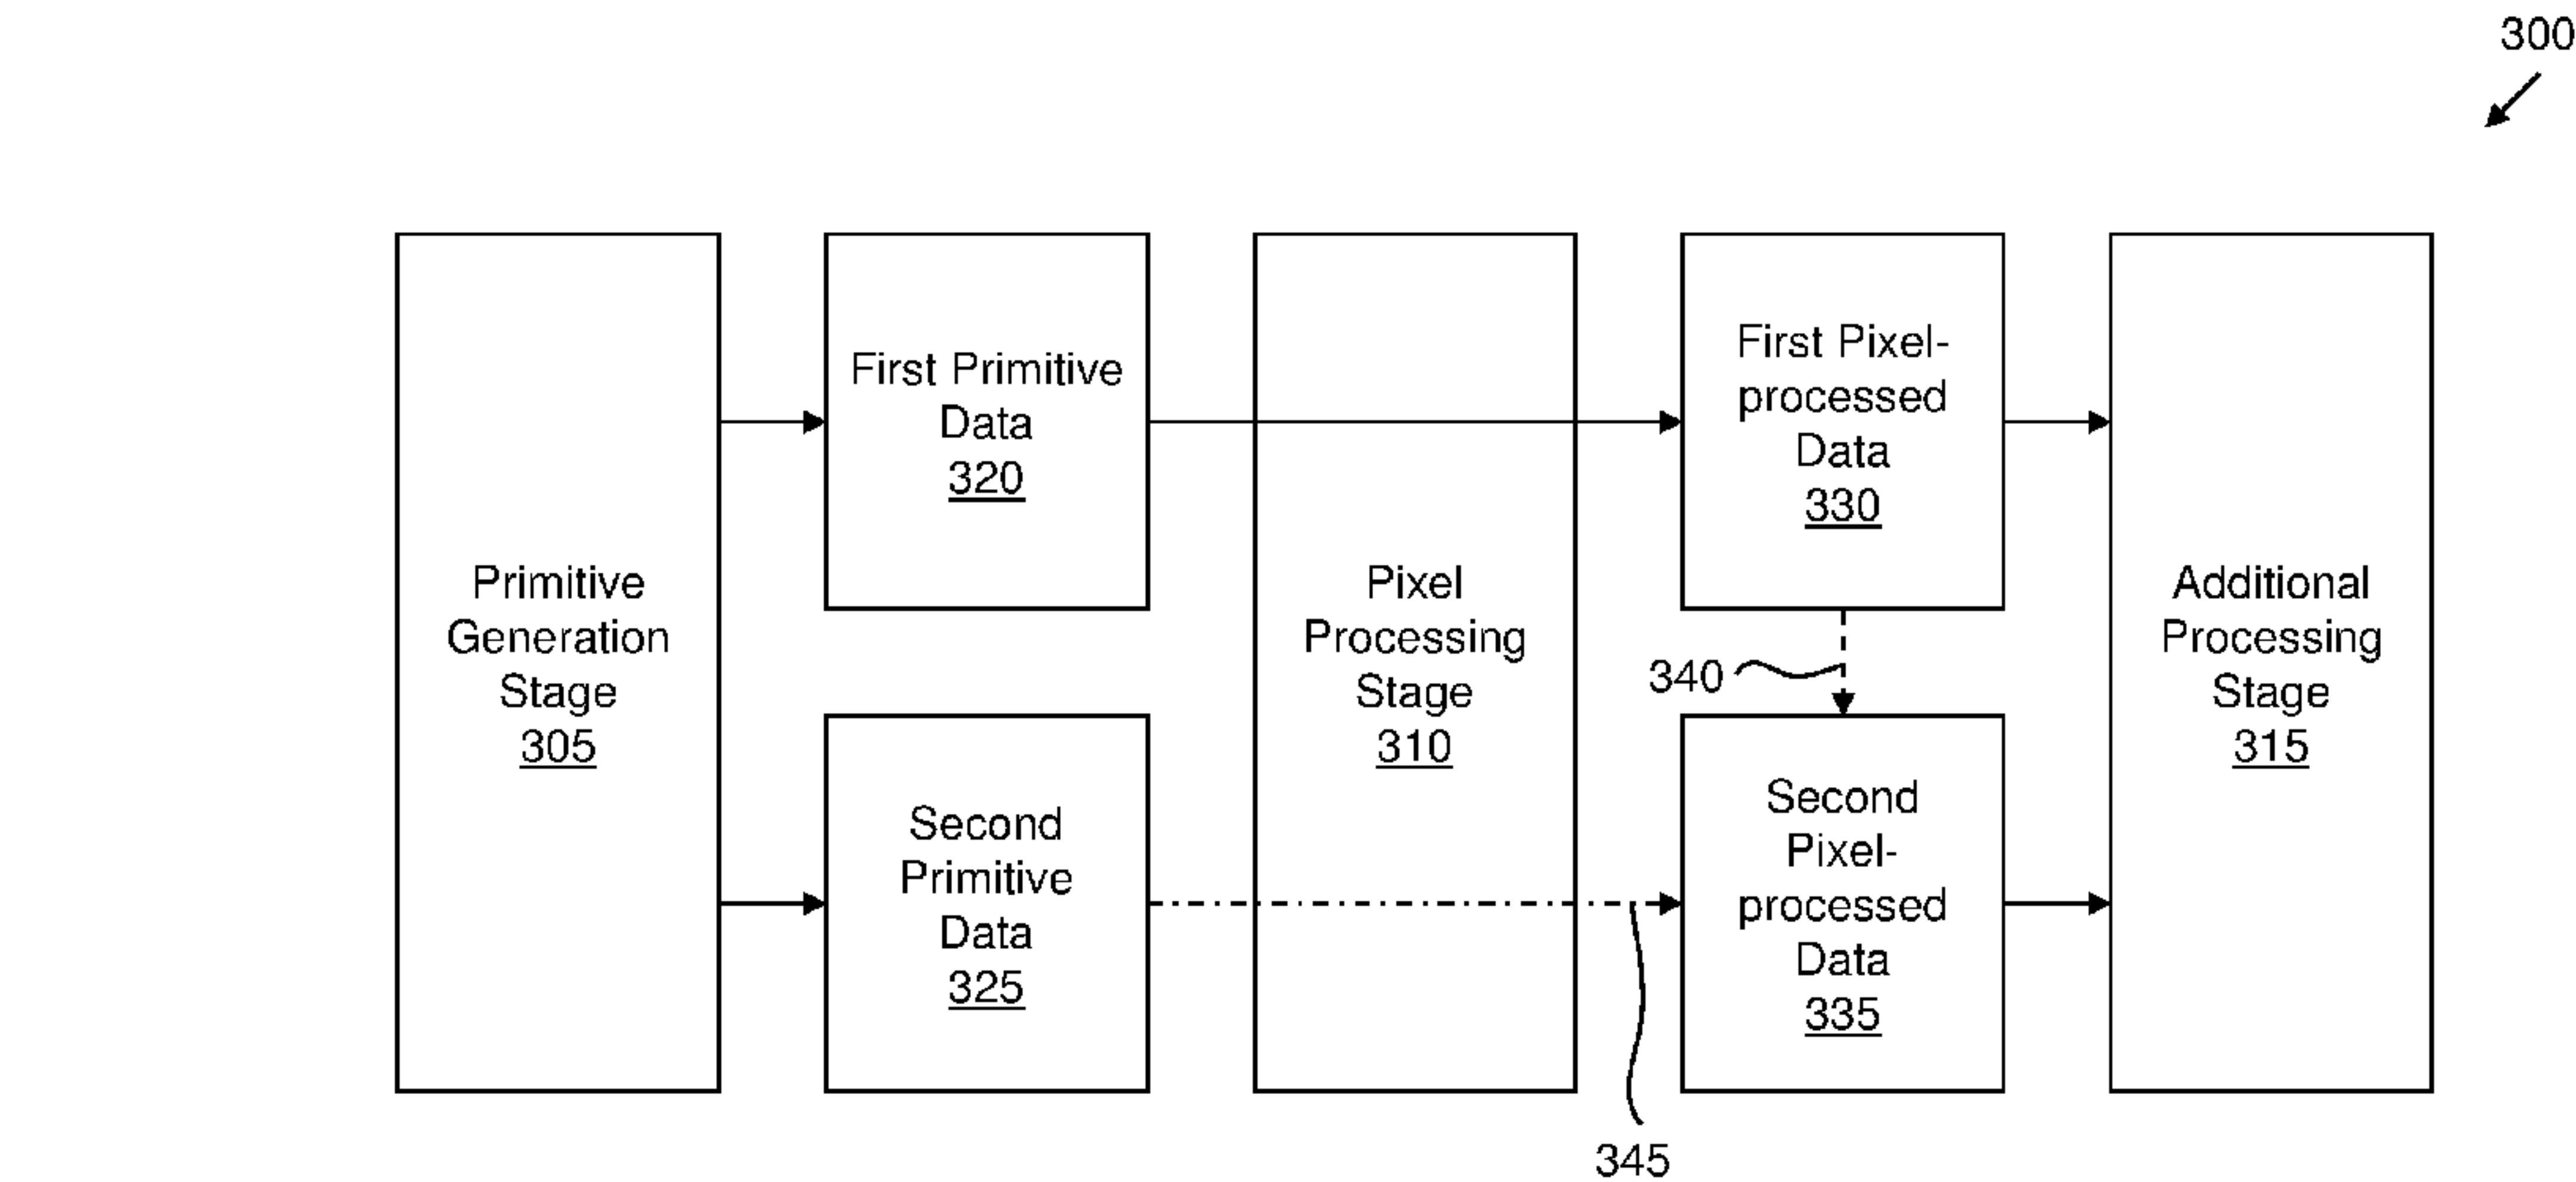 300
Primitive
Generation
Stage
305
First Primitive
Data
320
Second
Primitive
Data
325
Pixel
Processing
Stage
310
First Pixel-
processed
Data
330
340
Second
Pixel-
processed
Data
335
345
Additional
Processing
Stage
315